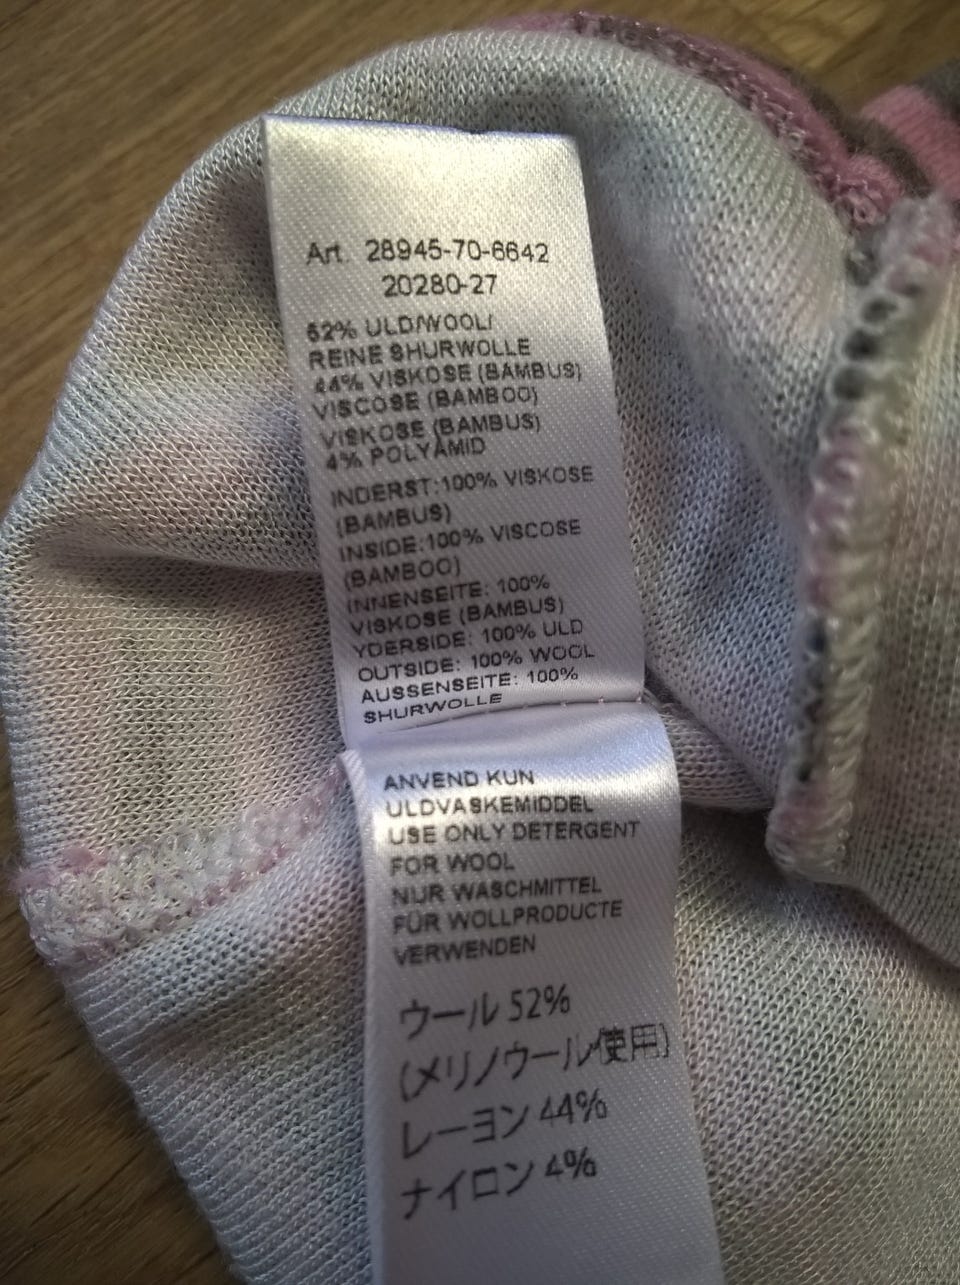 Art. 28945-70-6642
20280-27
52% ULD/WOOL/
REINE SHURWOLLE
44% VISKOSE (BAMBUS)
VISCOSE (BAMBOO)
VISKOSE (BAMBUS)
4% POLYAMID
INDERST:100% VISKOSE
(BAMBUS)
INSIDE:100% VISCOSE
(BAMBOO)
INNENSEITE: 100%
VISKOSE (BAMBUS)
YDERSIDE: 100% ULD
OUTSIDE: 100% WOOL
AUSSENSEITE: 100%
SHURWOLLE
ANVEND KUN
ULDVASKEMIDDEL
USE ONLY DETERGENT
FOR WOOL
NUR WASCHMITTEL
FÜR WOLLPRODUCTE
VERWENDEN
ウール 52%
(メリノウール使用)
レーヨン 44%
ナイロン 4%